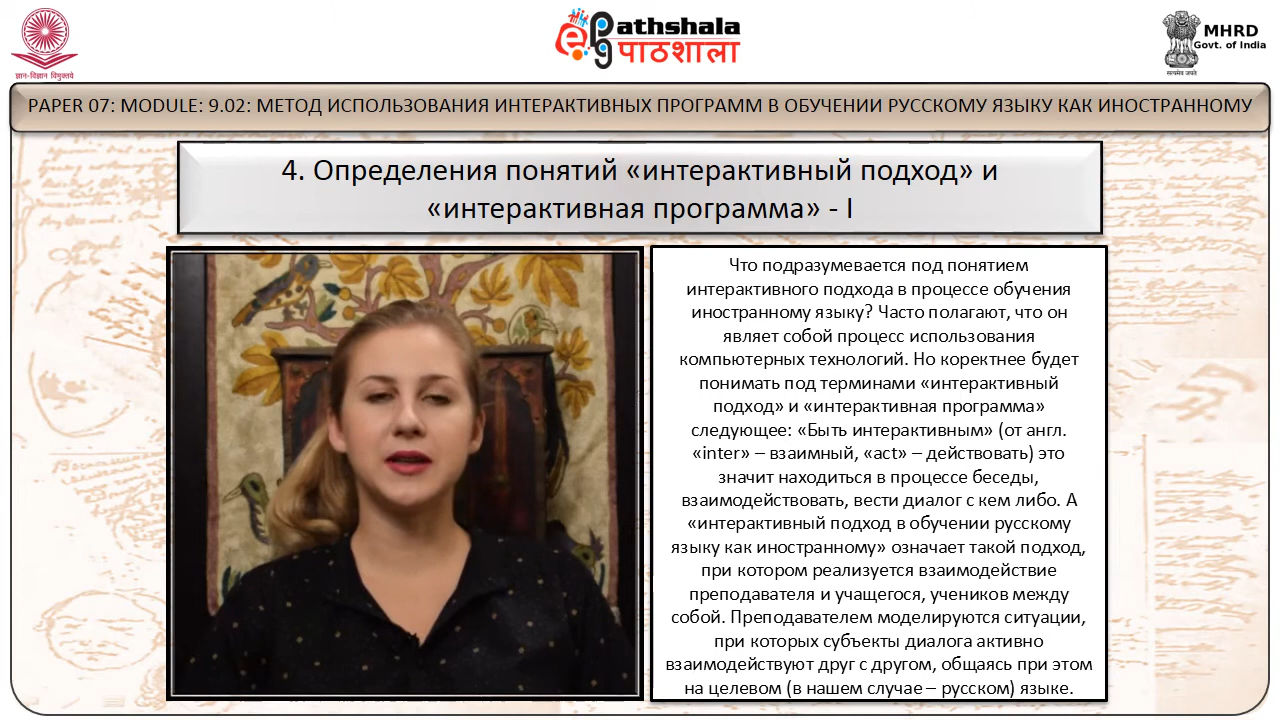 ज्ञान-विज्ञान विमुक्तये
ePathshala
पाठशाला
MHRD
Govt. of India
सत्यमेव जयते
PAPER 07: MODULE: 9.02: МЕТОД ИСПОЛЬЗОВАНИЯ ИНТЕРАКТИВНЫХ ПРОГРАММ В ОБУЧЕНИИ РУССКОМУ ЯЗЫКУ КАК ИНОСТРАННОМУ
4. Определения понятий «интерактивный подход» и
«интерактивная программа» - I
Что подразумевается под понятием
интерактивного подхода в процессе обучения
иностранному языку? Часто полагают, что он
являет собой процесс использования
компьютерных технологий. Но коректнее будет
понимать под терминами «интерактивный
подход» и «интерактивная программа»
следующее: «Быть интерактивным» (от англ.
«inter» – взаимный, «act» – действовать) это
значит находиться в процессе беседы,
взаимодействовать, вести диалог с кем либо. А
«интерактивный подход в обучении русскому
языку как иностранному» означает такой подход,
при котором реализуется взаимодействие
преподавателя и учащегося, учеников между
собой. Преподавателем моделируются ситуации,
при которых субъекты диалога активно
взаимодействуют друг с другом, общаясь при этом
на целевом (в нашем случае – русском) языке.